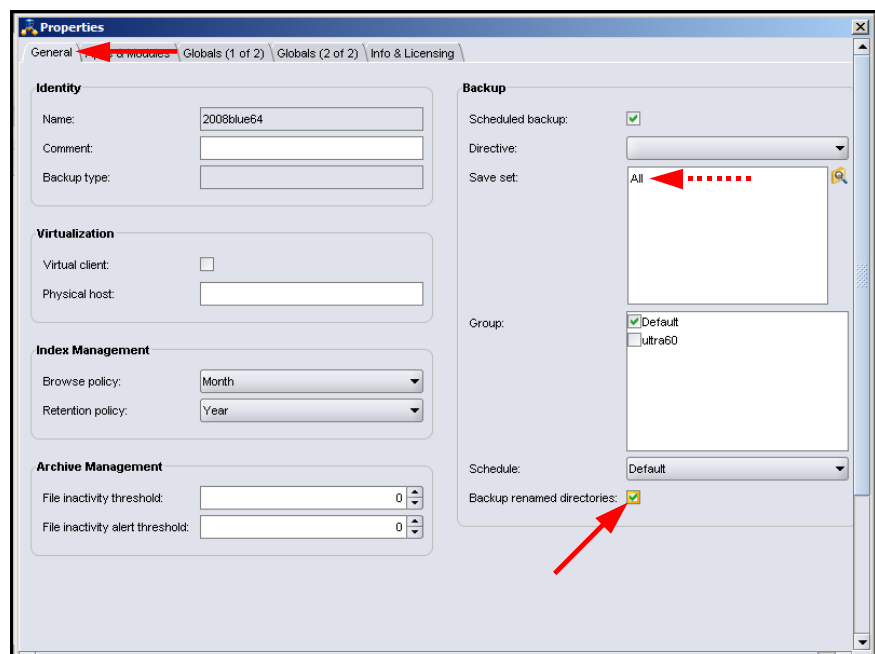 Properties
General
& Modules
Globals (1 of 2)
Globals (2 of 2)
Info & Licensing
Identity
Name:
2008blue64
Comment:
Backup type:
Virtualization
Virtual client:
Physical host:
Index Management
Browse policy:
Month
Retention policy:
Year
Archive Management
File inactivity threshold:
0
File inactivity alert threshold:
0
Backup
Scheduled backup:
Directive:
Save set:
All
Group:
Default
ultra60
Schedule:
Default
Backup renamed directories: